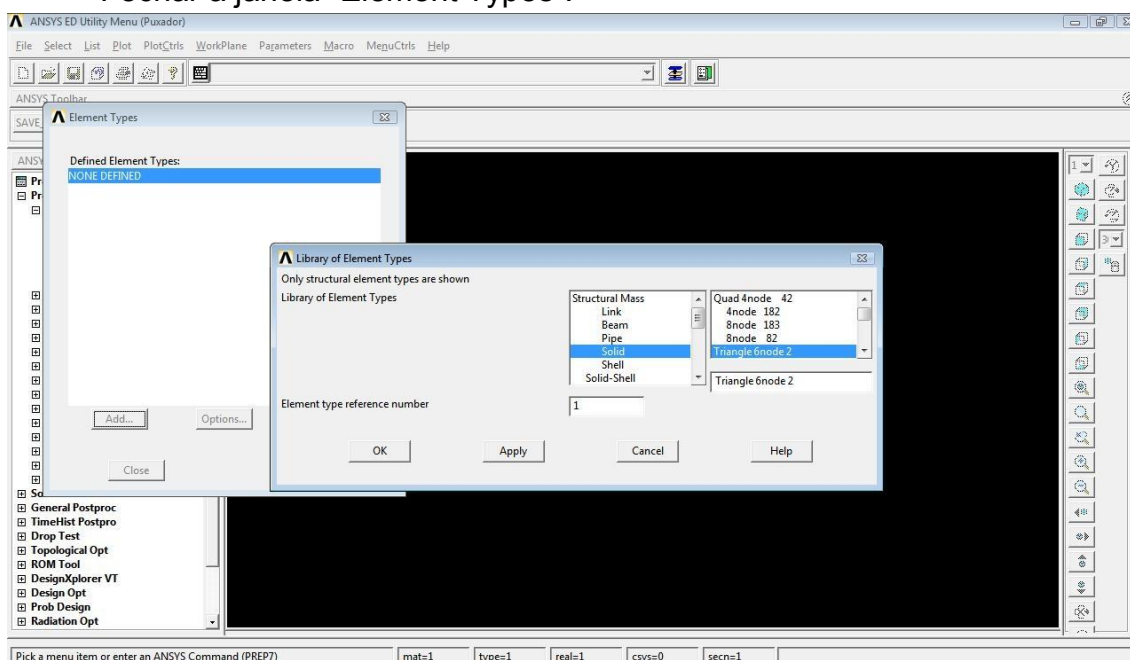 Fechar a janela "Element Types".
ANSYS ED Utility Menu (Puxador)
File Select List Plot PlotCtrls WorkPlane Parameters Macro MenuCtrls Help
ANSYS Toolbar
SAVE
Element Types
Defined Element Types:
NONE DEFINED
Add... Options...
Close
Library of Element Types
Only structural element types are shown
Library of Element Types
Structural Mass
Link
Beam
Pipe
Solid
Shell
Solid-Shell
Quad 4node 42
4node 182
8node 183
8node 82
Triangle 6node 2
Triangle 6node 2
Element type reference number
1
OK Apply Cancel Help
ANSY
Pr
Pr
So
General Postproc
TimeHist Postpro
Drop Test
Topological Opt
ROM Tool
DesignXplorer VT
Design Opt
Prob Design
Radiation Opt
1
3
Pick a menu item or enter an ANSYS Command (PREP7) mat=1 type=1 real=1 csys=0 secn=1